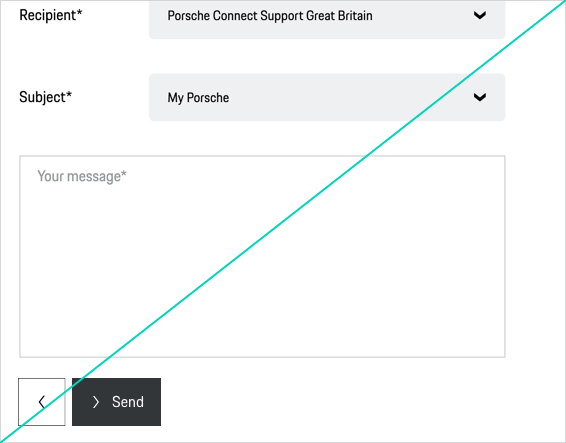 Recipient* Porsche Connect Support Great Britain
Subject* My Porsche
Your message*
Send